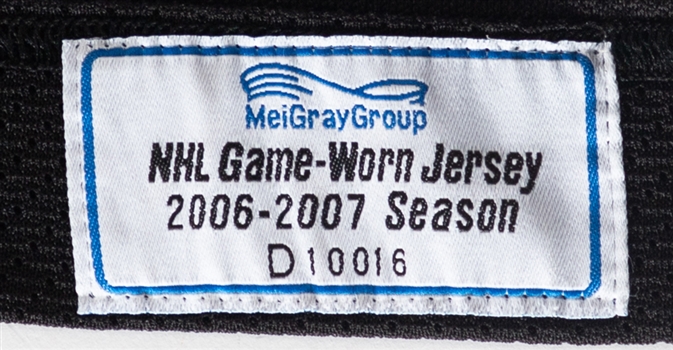 MeiGrayGroup
NHL Game-Worn Jersey
2006-2007 Season
D10016